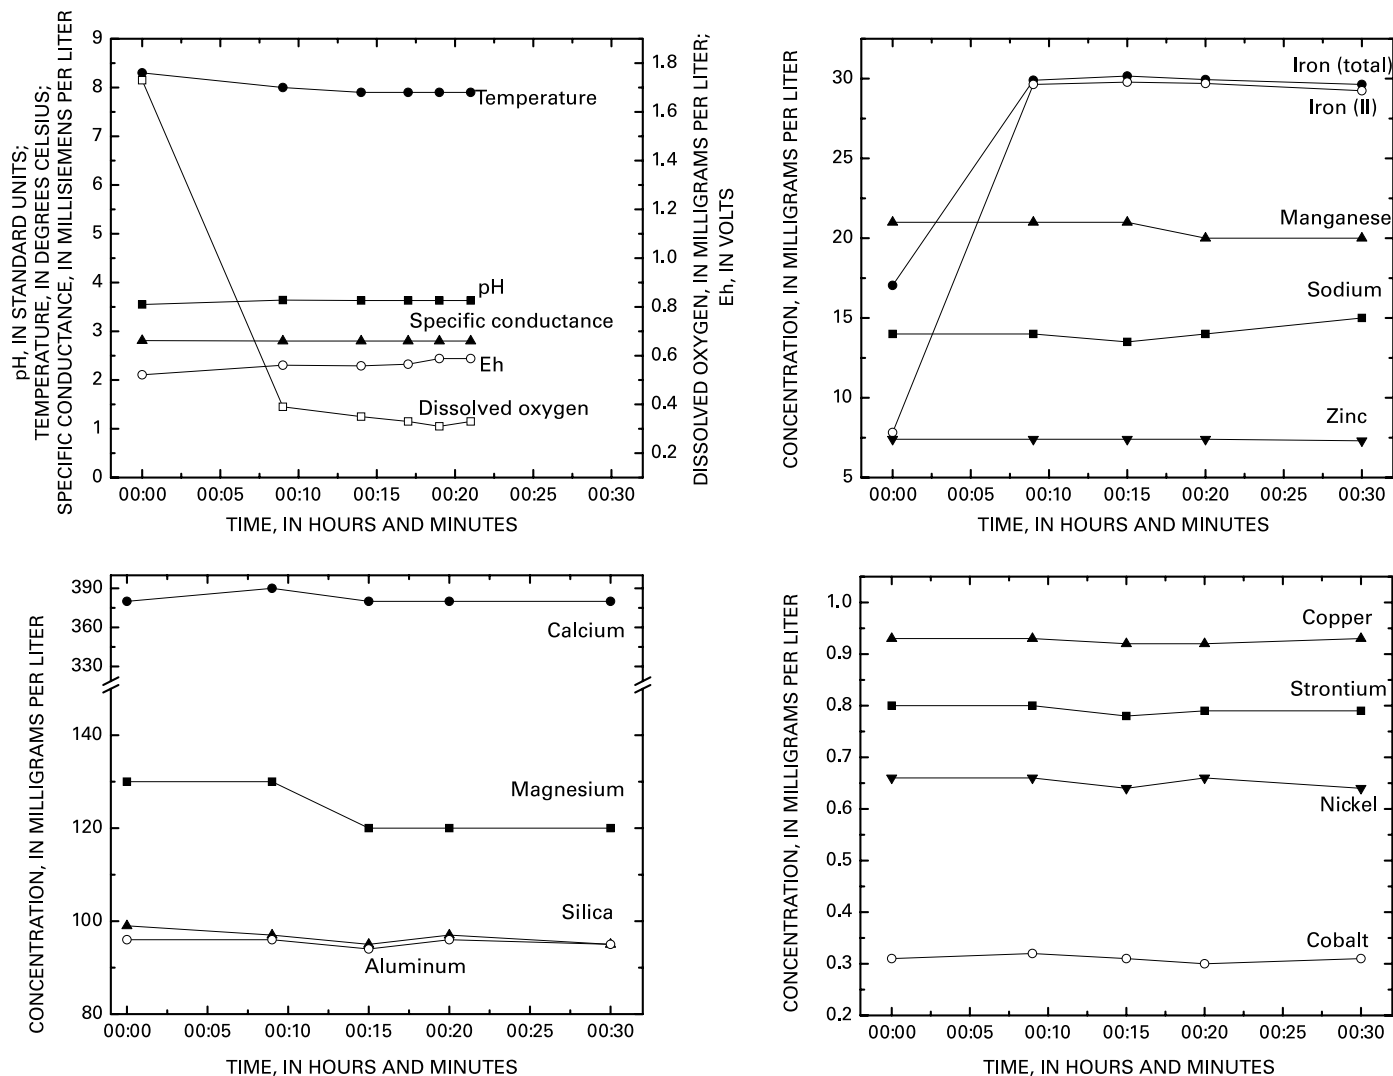 pH, IN STANDARD UNITS;
TEMPERATURE, IN DEGREES CELSIUS;
SPECIFIC CONDUCTANCE, IN MILLISIEMENS PER LITER
9
8
7
6
5
4
3
2
1
0
Temperature
pH
Specific conductance
Eh
Dissolved oxygen
1.8
1.6
1.4
1.2
1.0
0.8
0.6
0.4
0.2
DISSOLVED OXYGEN, IN MILLIGRAMS PER LITER;
Eh, IN VOLTS
00:00 00:05 00:10 00:15 00:20 00:25 00:30
TIME, IN HOURS AND MINUTES
CONCENTRATION, IN MILLIGRAMS PER LITER
30
25
20
15
10
5
Iron (total)
Iron (II)
Manganese
Sodium
Zinc
00:00 00:05 00:10 00:15 00:20 00:25 00:30
TIME, IN HOURS AND MINUTES
CONCENTRATION, IN MILLIGRAMS PER LITER
390
360
330
140
120
100
80
Calcium
Magnesium
Silica
Aluminum
00:00 00:05 00:10 00:15 00:20 00:25 00:30
TIME, IN HOURS AND MINUTES
CONCENTRATION, IN MILLIGRAMS PER LITER
1.0
0.9
0.8
0.7
0.6
0.5
0.4
0.3
0.2
Copper
Strontium
Nickel
Cobalt
00:00 00:05 00:10 00:15 00:20 00:25 00:30
TIME, IN HOURS AND MINUTES